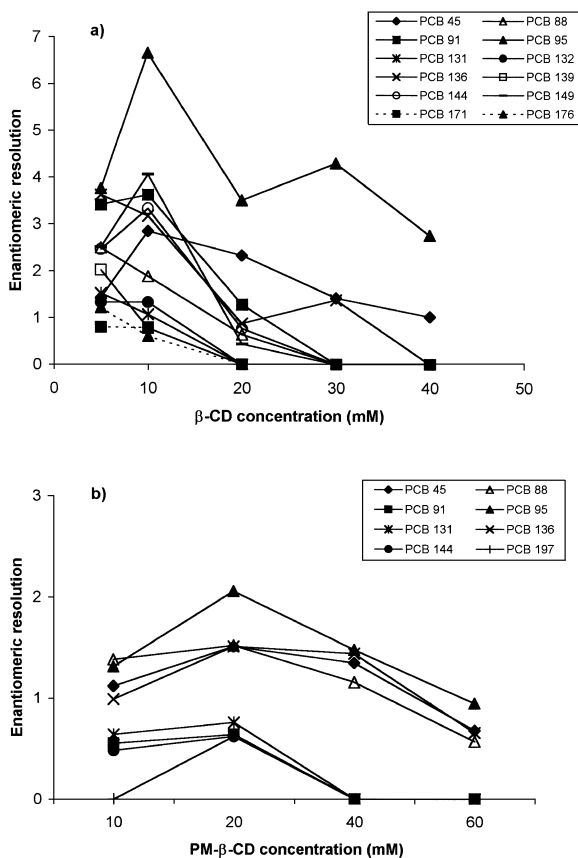 a)
Enantiomeric resolution
7
6
5
4
3
2
1
0
0 10 20 30 40 50
β-CD concentration (mM)
PCB 45 PCB 88
PCB 91 PCB 95
PCB 131 PCB 132
PCB 136 PCB 139
PCB 144 PCB 149
PCB 171 PCB 176
b)
Enantiomeric resolution
3
2
1
0
10 20 40 60
PM-β-CD concentration (mM)
PCB 45 PCB 88
PCB 91 PCB 95
PCB 131 PCB 136
PCB 144 PCB 197